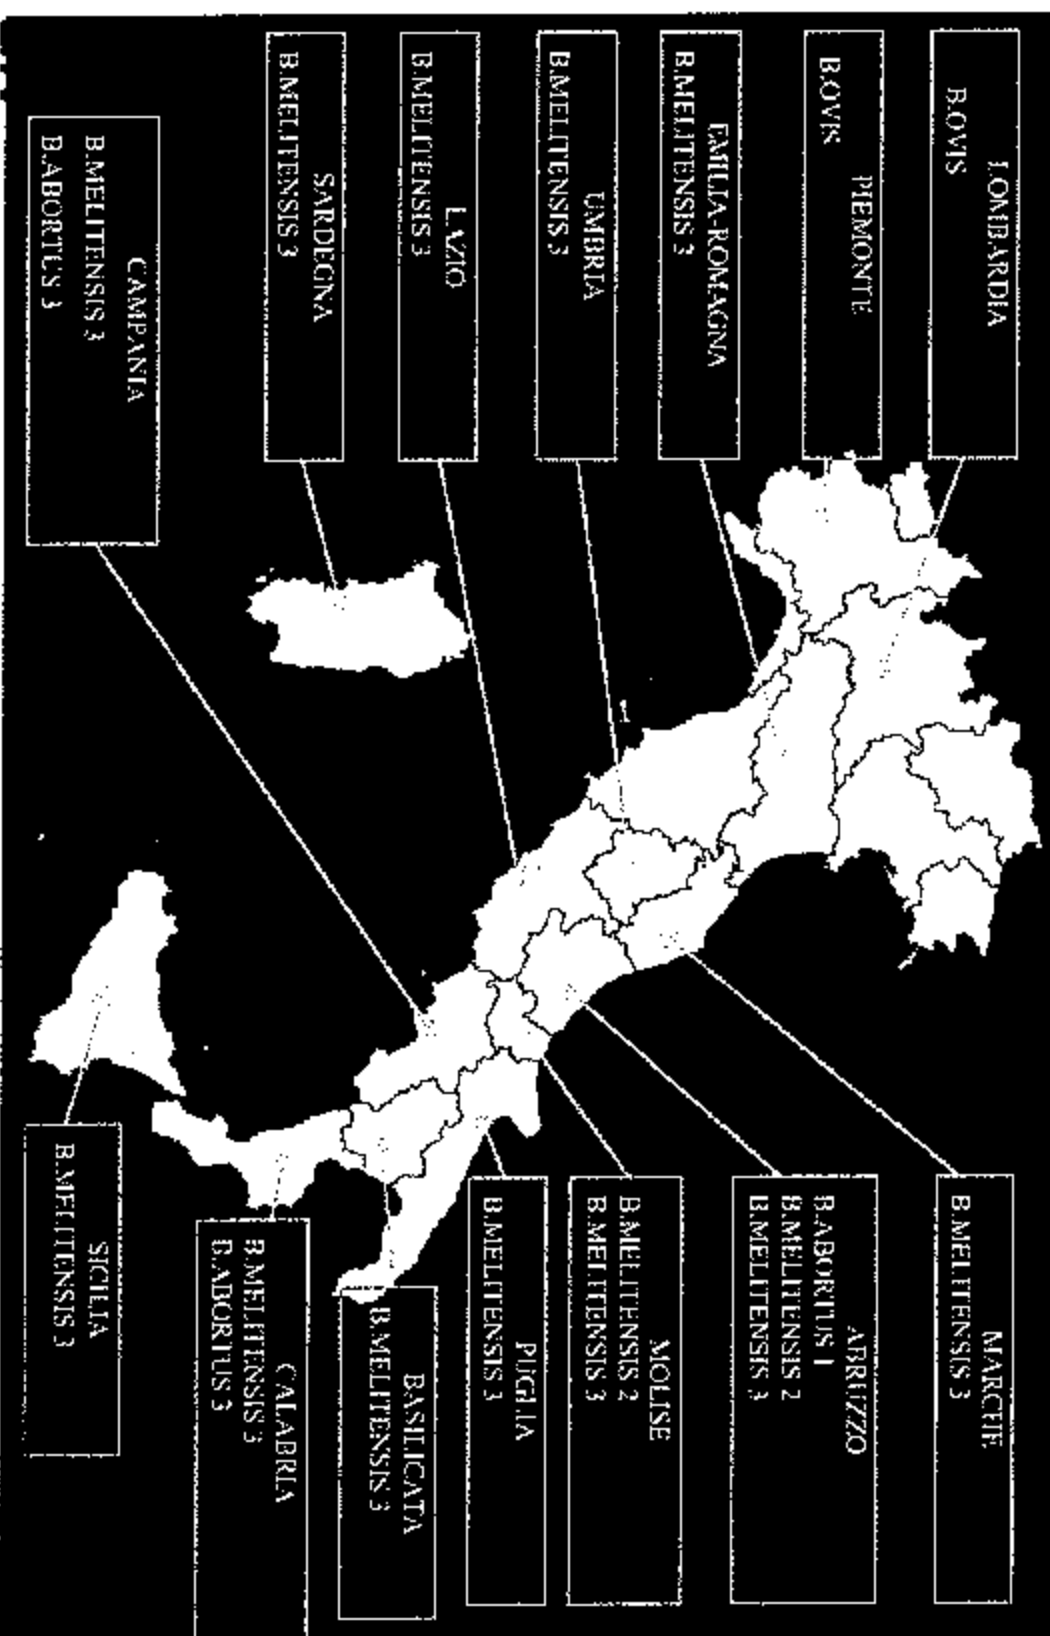 LOMBARDIA
B.OVIS
PIEMONTE
B.OVIS
EMILIA-ROMAGNA
B.MELITENSIS 3
UMBRIA
B.MELITENSIS 3
LAZIO
B.MELITENSIS 3
SARDEGNA
B.MELITENSIS 3
CAMPANIA
B.MELITENSIS 3
B.ABORTUS 3
MARCHE
B.MELITENSIS 3
ABRUZZO
B.ABORTUS 1
B.MELITENSIS 2
B.MELITENSIS 3
MOLISE
B.MELITENSIS 2
B.MELITENSIS 3
PUGLIA
B.MELITENSIS 3
BASILICATA
B.MELITENSIS 3
CALABRIA
B.MELITENSIS 3
B.ABORTUS 3
SICILIA
B.MELITENSIS 3